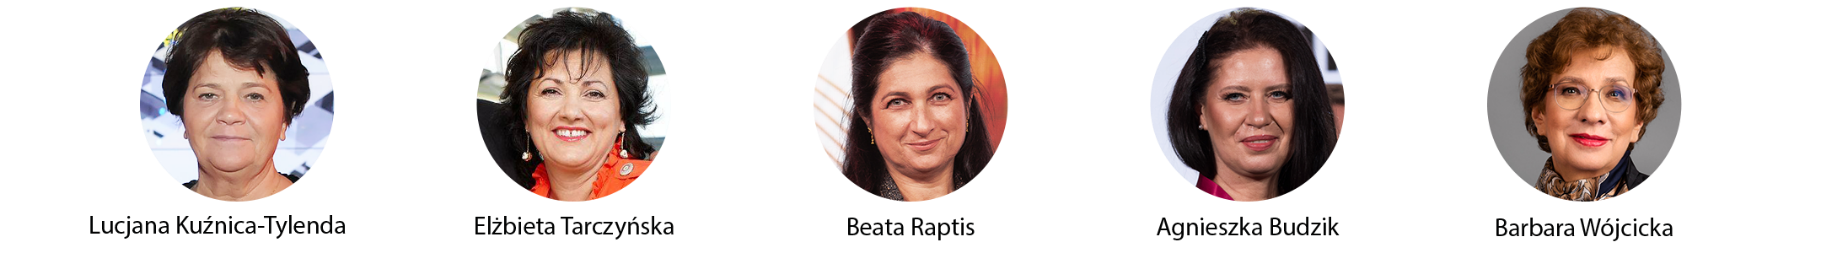 Lucjana Kuźnica-Tylenda
Elżbieta Tarczyńska
Beata Raptis
Agnieszka Budzik
Barbara Wójcicka